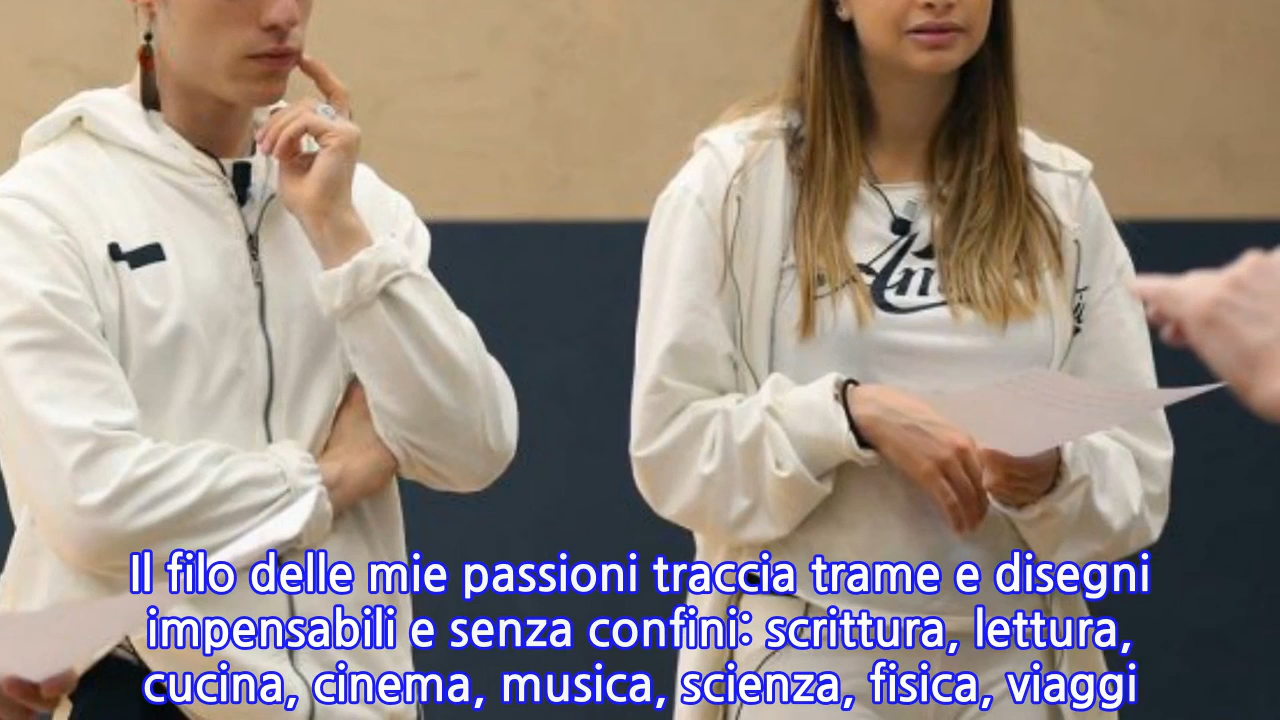 Il filo delle mie passioni traccia trame e disegni
impensabili e senza confini: scrittura, lettura,
cucina, cinema, musica, scienza, fisica, viaggi